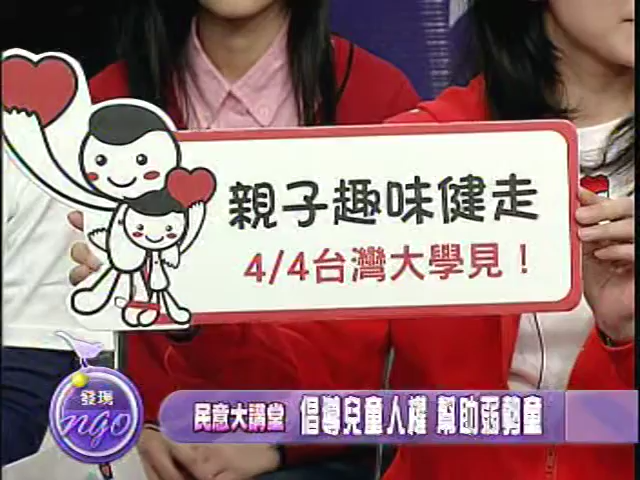 親子趣味健走
4/4台灣大學見！
發現
ngo
民意大講堂 倡導兒童人權 幫助弱勢童